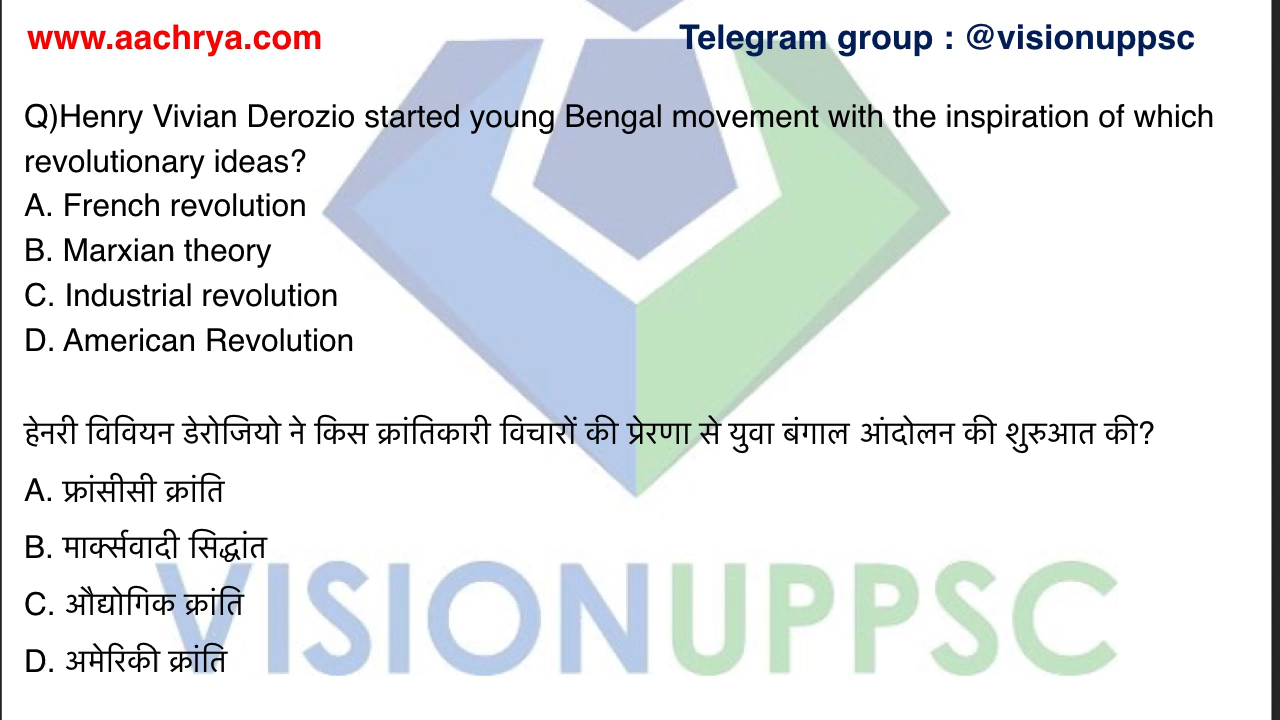 www.aachrya.com
Telegram group : @visionuppsc
Q)Henry Vivian Derozio started young Bengal movement with the inspiration of which
revolutionary ideas?
A. French revolution
B. Marxian theory
C. Industrial revolution
D. American Revolution
हेनरी विवियन डेरोजियो ने किस क्रांतिकारी विचारों की प्रेरणा से युवा बंगाल आंदोलन की शुरुआत की?
A. फ्रांसीसी क्रांति
B. मार्क्सवादी सिद्धांत
C. औद्योगिक क्रांति
D. अमेरिकी क्रांति
VISIONUPPSC